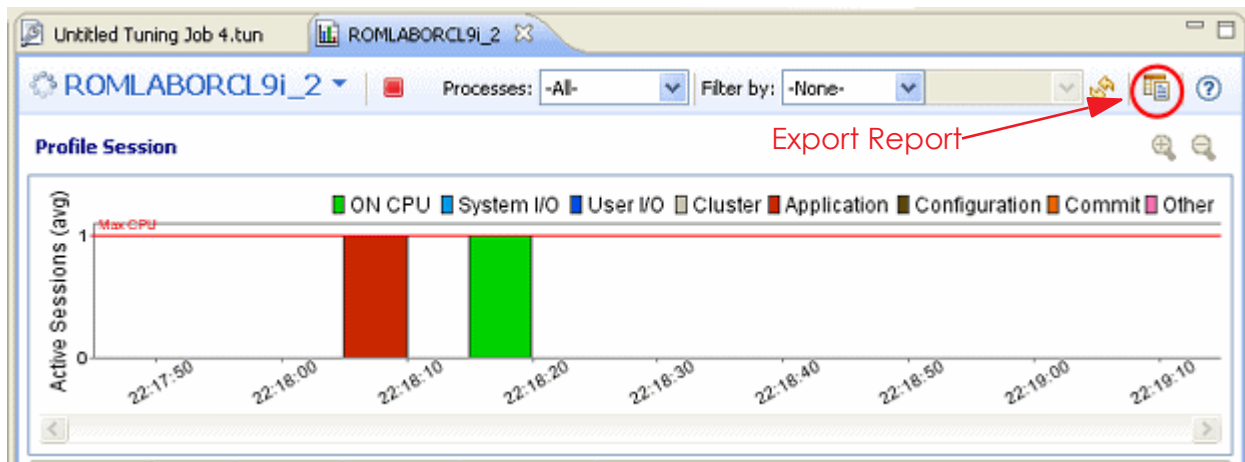 Untitled Tuning Job 4.tun ROMLABORCL9i_2
ROMLABORCL9i_2 Processes: -All- Filter by: -None-
Export Report
Profile Session
ON CPU System I/O User I/O Cluster Application Configuration Commit Other
Max CPU
Active Sessions (avg)
1
0
22:17:50 22:18:00 22:18:10 22:18:20 22:18:30 22:18:40 22:18:50 22:19:00 22:19:10